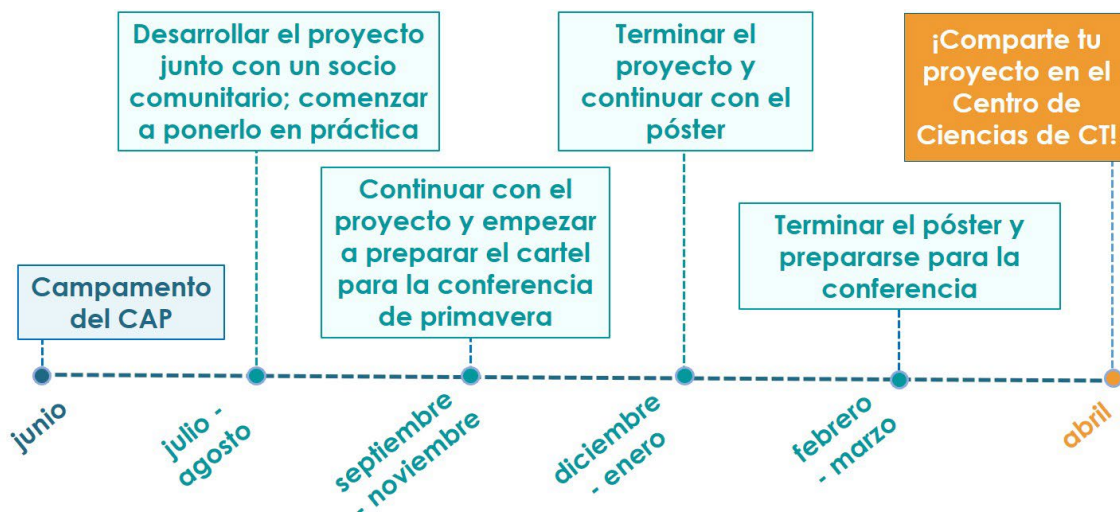 Desarrollar el proyecto
junto con un socio
comunitario; comenzar
a ponerlo en práctica
Terminar el
proyecto y
continuar con el
póster
¡Comparte tu
proyecto en el
Centro de
Ciencias de CT!
Continuar con el
proyecto y empezar
a preparar el cartel
para la conferencia
de primavera
Terminar el póster y
prepararse para la
conferencia
Campamento
del CAP
junio
julio -
agosto
septiembre
- noviembre
diciembre
- enero
febrero
- marzo
abril